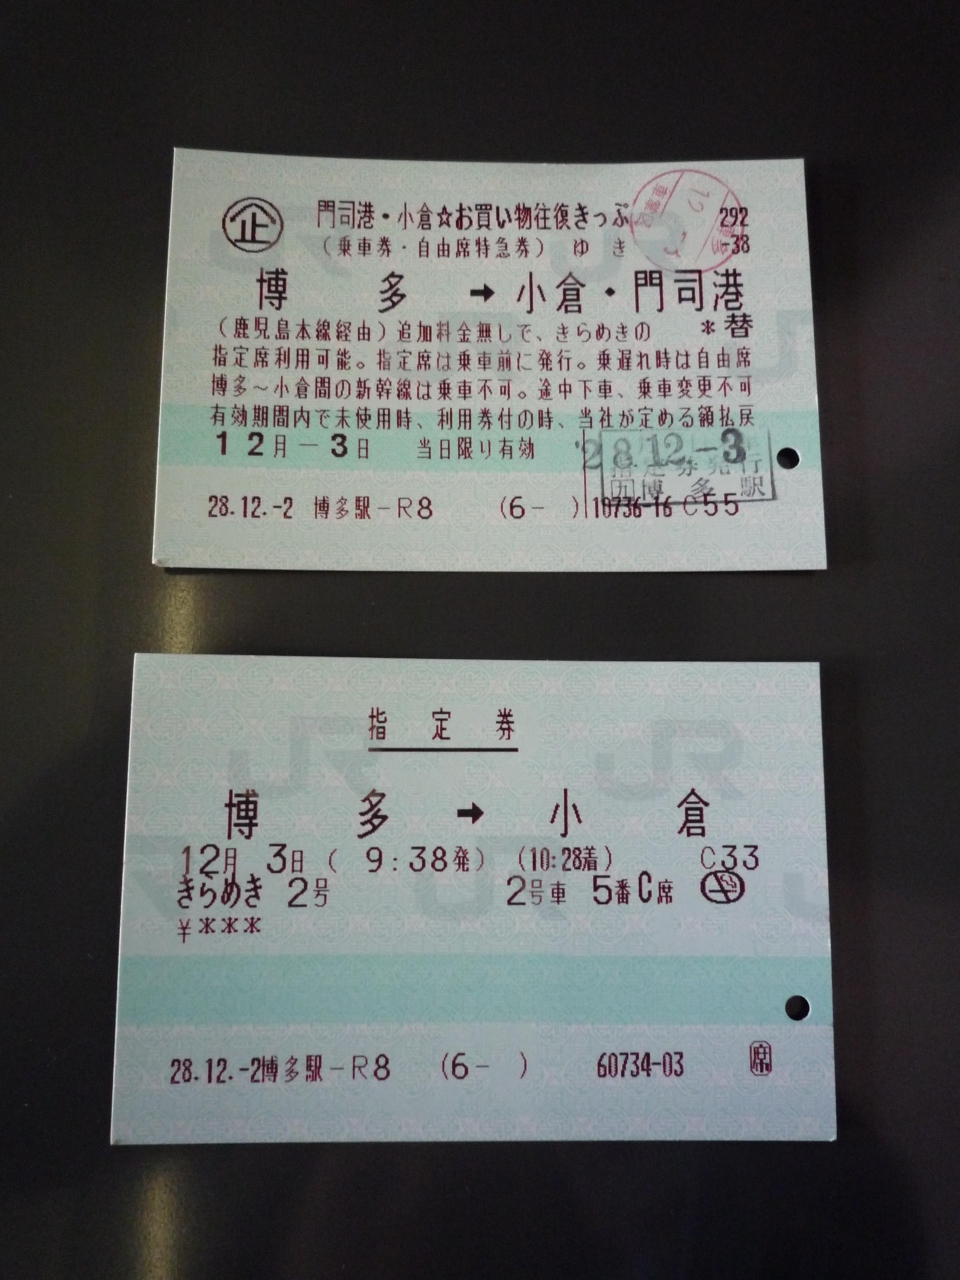 企 門司港・小倉☆お買い物往復きっぷ 292
(乗車券・自由席特急券) ゆき -38
博多 → 小倉・門司港
(鹿児島本線経由)追加料金無しで、きらめきの *替
指定席利用可能。指定席は乗車前に発行。乗遅れ時は自由席
博多~小倉間の新幹線は乗車不可。途中下車、乗車変更不可
有効期間内で未使用時、利用券付の時、当社が定める額払戻
12月-3日 当日限り有効
'28.12.-3
指定券発行
九 博多駅
28.12.-2 博多駅-R8 (6- ) 10736-16 C55
指定券
博多 → 小倉
12月 3日 ( 9:38発) (10:28着) C33
きらめき 2号 2号車 5番C席
¥***
28.12.-2博多駅-R8 (6- ) 60734-03 席